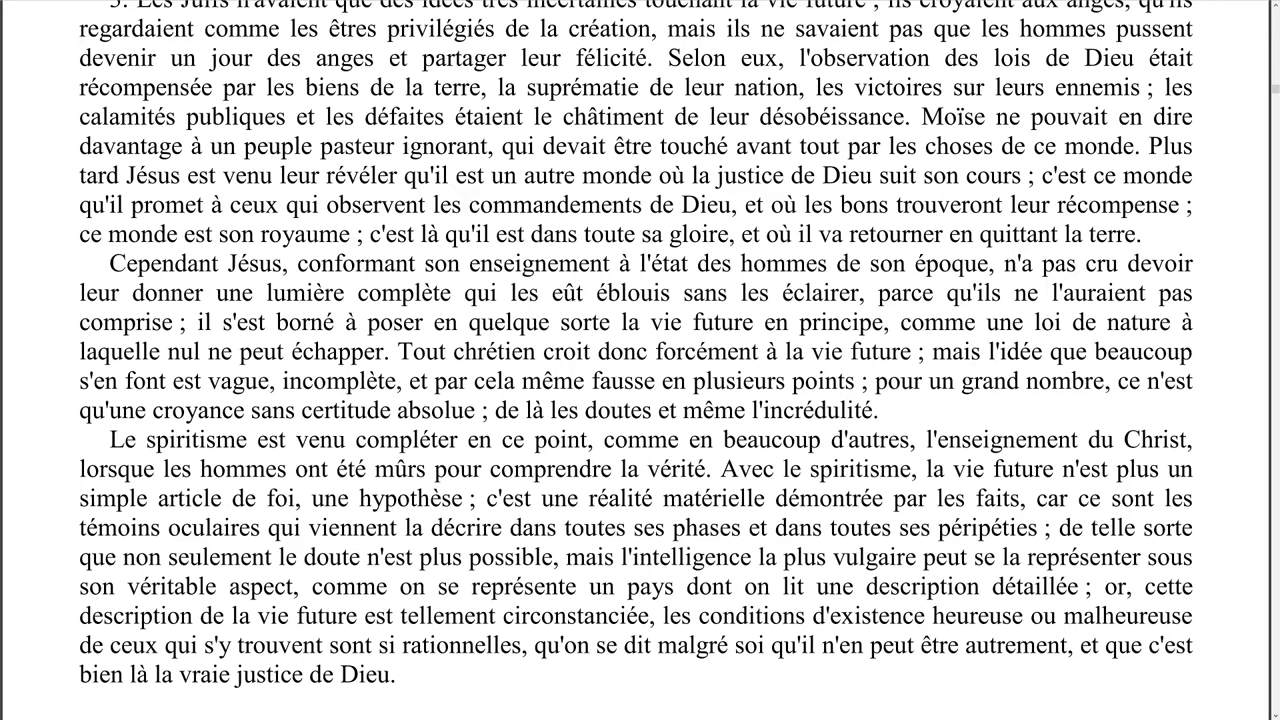 3. Les Juifs n'avaient que des idées très incertaines touchant la vie future ; ils croyaient aux anges, qu'ils
regardaient comme les êtres privilégiés de la création, mais ils ne savaient pas que les hommes pussent
devenir un jour des anges et partager leur félicité. Selon eux, l'observation des lois de Dieu était
récompensée par les biens de la terre, la suprématie de leur nation, les victoires sur leurs ennemis ; les
calamités publiques et les défaites étaient le châtiment de leur désobéissance. Moïse ne pouvait en dire
davantage à un peuple pasteur ignorant, qui devait être touché avant tout par les choses de ce monde. Plus
tard Jésus est venu leur révéler qu'il est un autre monde où la justice de Dieu suit son cours ; c'est ce monde
qu'il promet à ceux qui observent les commandements de Dieu, et où les bons trouveront leur récompense ;
ce monde est son royaume ; c'est là qu'il est dans toute sa gloire, et où il va retourner en quittant la terre.
Cependant Jésus, conformant son enseignement à l'état des hommes de son époque, n'a pas cru devoir
leur donner une lumière complète qui les eût éblouis sans les éclairer, parce qu'ils ne l'auraient pas
comprise ; il s'est borné à poser en quelque sorte la vie future en principe, comme une loi de nature à
laquelle nul ne peut échapper. Tout chrétien croit donc forcément à la vie future ; mais l'idée que beaucoup
s'en font est vague, incomplète, et par cela même fausse en plusieurs points ; pour un grand nombre, ce n'est
qu'une croyance sans certitude absolue ; de là les doutes et même l'incrédulité.
Le spiritisme est venu compléter en ce point, comme en beaucoup d'autres, l'enseignement du Christ,
lorsque les hommes ont été mûrs pour comprendre la vérité. Avec le spiritisme, la vie future n'est plus un
simple article de foi, une hypothèse ; c'est une réalité matérielle démontrée par les faits, car ce sont les
témoins oculaires qui viennent la décrire dans toutes ses phases et dans toutes ses péripéties ; de telle sorte
que non seulement le doute n'est plus possible, mais l'intelligence la plus vulgaire peut se la représenter sous
son véritable aspect, comme on se représente un pays dont on lit une description détaillée ; or, cette
description de la vie future est tellement circonstanciée, les conditions d'existence heureuse ou malheureuse
de ceux qui s'y trouvent sont si rationnelles, qu'on se dit malgré soi qu'il n'en peut être autrement, et que c'est
bien là la vraie justice de Dieu.